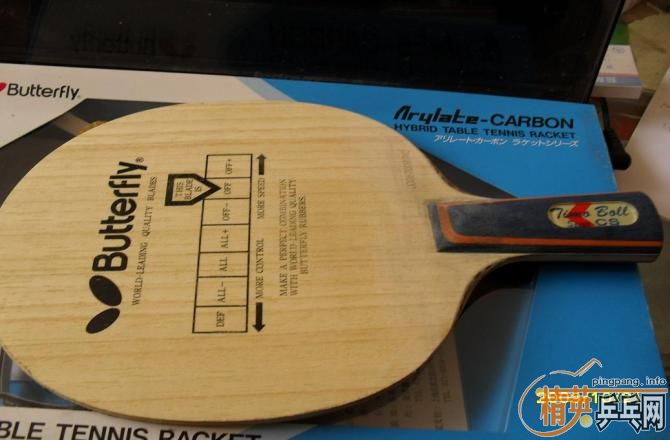 Butterfly®
Arylate-CARBON
HYBRID TABLE TENNIS RACKET
アリレート・カーボン ラケットシリーズ
Butterfly®
WORLD-LEADING QUALITY BLADES
DEF ALL- ALL ALL+ OFF- OFF OFF+
THIS
BLADE
IS
MORE CONTROL MORE SPEED
MAKE A PERFECT COMBINATION
WITH WORLD-LEADING QUALITY
BUTTERFLY RUBBERS
Timo Boll
CS
BLE TENNIS RACKET
pingpang.info
精英乒乓网